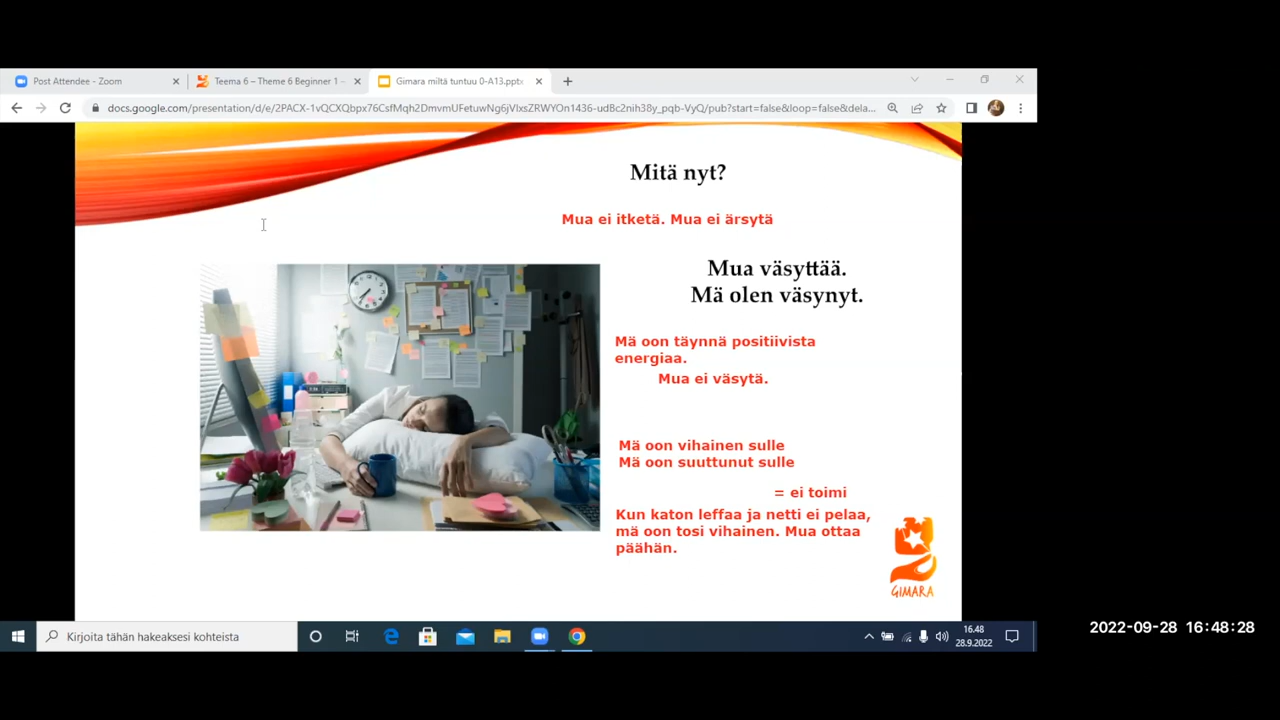 Post Attendee - Zoom
Teema 6 – Theme 6 Beginner 1 –
Gimara miltä tuntuu 0-A13.pptx
docs.google.com/presentation/d/e/2PACX-1vQCXQbpx76CsfMqh2DmvmUFetuwNg6jVlxsZRWYOn1436-udBc2nih38y_pqb-VyQ/pub?start=false&loop=false&dela...
Mitä nyt?
Mua ei itketä. Mua ei ärsytä
Mua väsyttää.
Mä olen väsynyt.
Mä oon täynnä positiivista
energiaa.
Mua ei väsytä.
Mä oon vihainen sulle
Mä oon suuttunut sulle
= ei toimi
Kun katon leffaa ja netti ei pelaa,
mä oon tosi vihainen. Mua ottaa
päähän.
GIMARA
Kirjoita tähän hakeaksesi kohteista
16.48
28.9.2022
2022-09-28 16:48:28